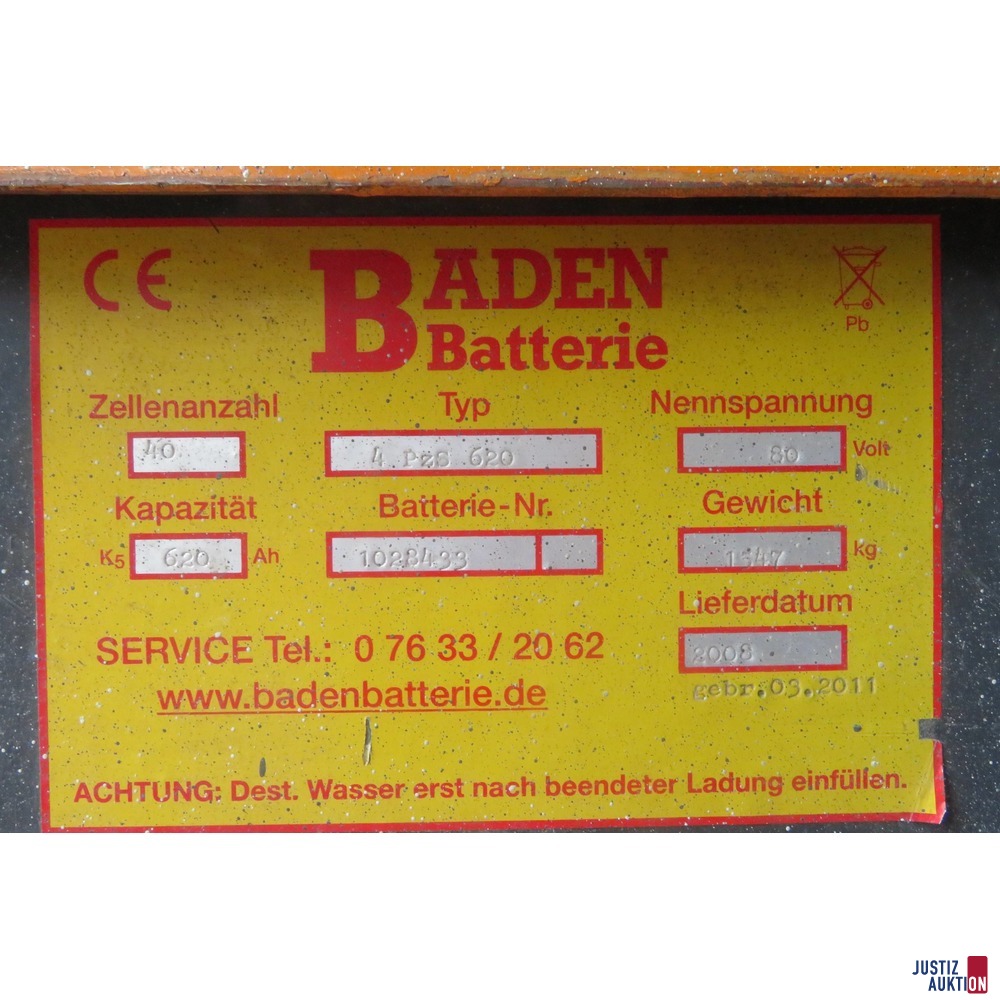 CE
BADEN
Batterie
Pb
Zellenanzahl Typ Nennspannung
40 4 PzS 620 80 Volt
Kapazität Batterie-Nr. Gewicht
K5 620 Ah 1028433 1547 kg
Lieferdatum
2008
gebr.03.2011
SERVICE Tel.: 0 76 33 / 20 62
www.badenbatterie.de
ACHTUNG: Dest. Wasser erst nach beendeter Ladung einfüllen.
JUSTIZ
AUKTION